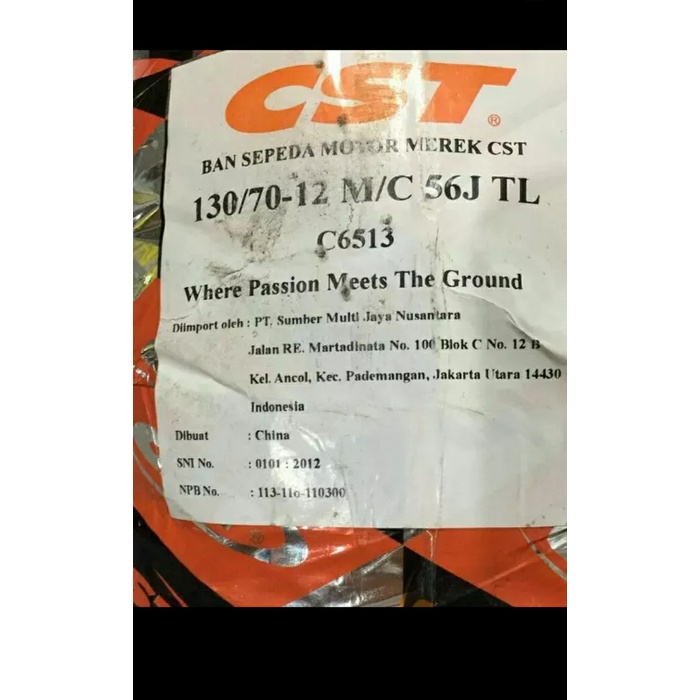 CST®
BAN SEPEDA MOTOR MEREK CST
130/70-12 M/C 56J TL
C6513
Where Passion Meets The Ground
Diimport oleh : PT. Sumber Multi Jaya Nusantara
Jalan RE. Martadinata No. 100 Blok C No. 12 B
Kel. Ancol, Kec. Pademangan, Jakarta Utara 14430
Indonesia
Dibuat : China
SNI No. : 0101 : 2012
NPB No. : 113-11o-110300